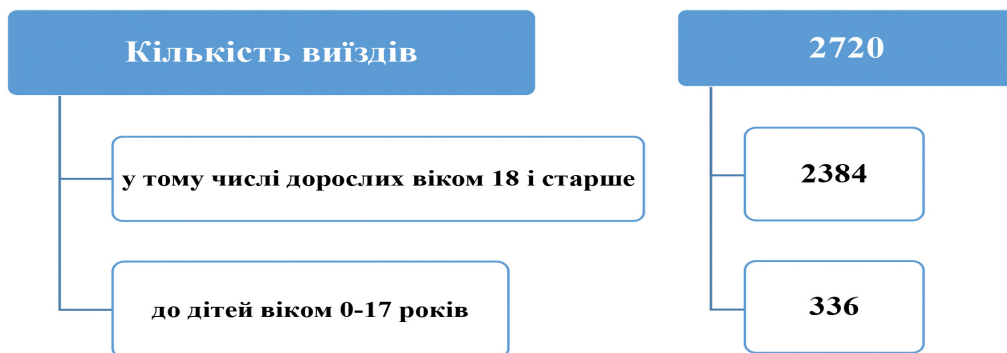 Кількість виїздів
2720
у тому числі дорослих віком 18 і старше
2384
до дітей віком 0-17 років
336